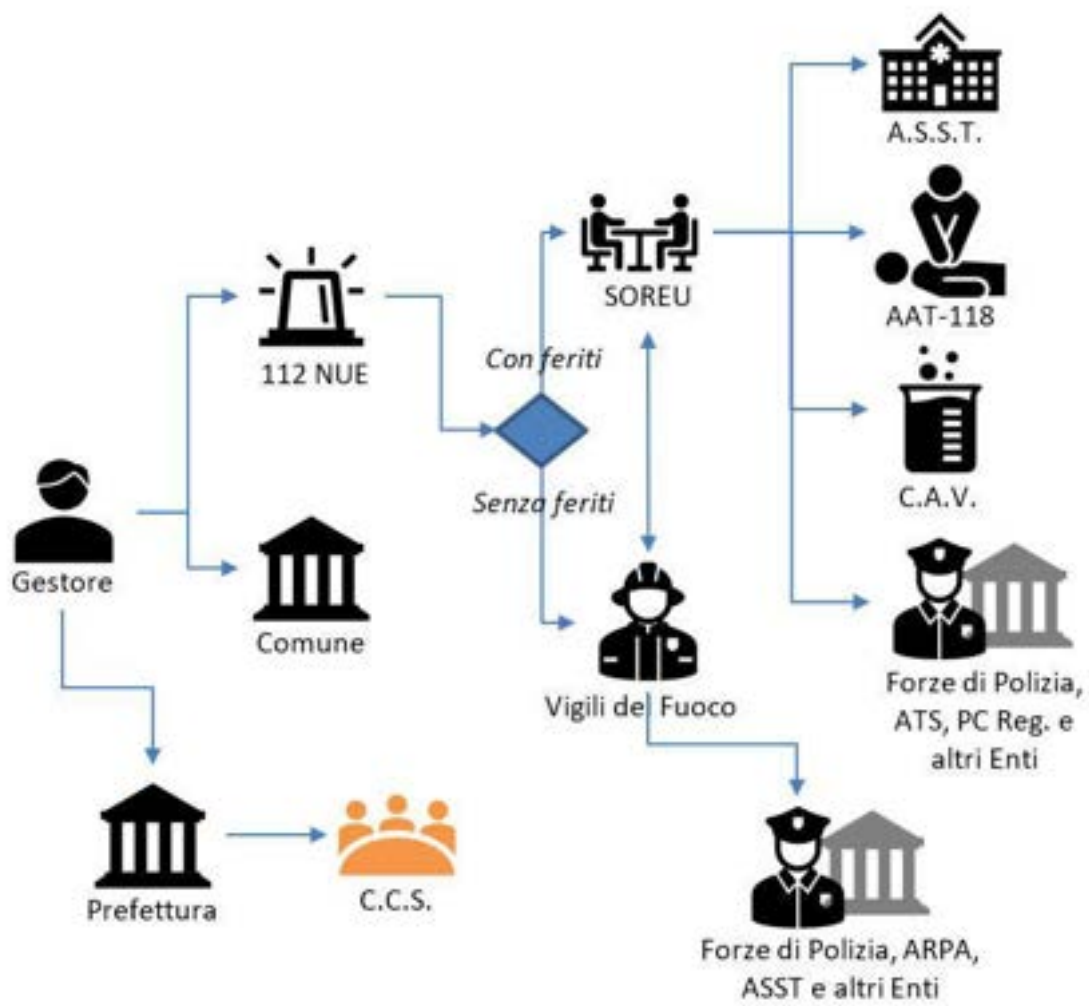 A.S.S.T.
SOREU
AAT-118
112 NUE
Con feriti
Senza feriti
C.A.V.
Gestore
Comune
Vigili del Fuoco
Forze di Polizia,
ATS, PC Reg. e
altri Enti
Prefettura
C.C.S.
Forze di Polizia, ARPA,
ASST e altri Enti